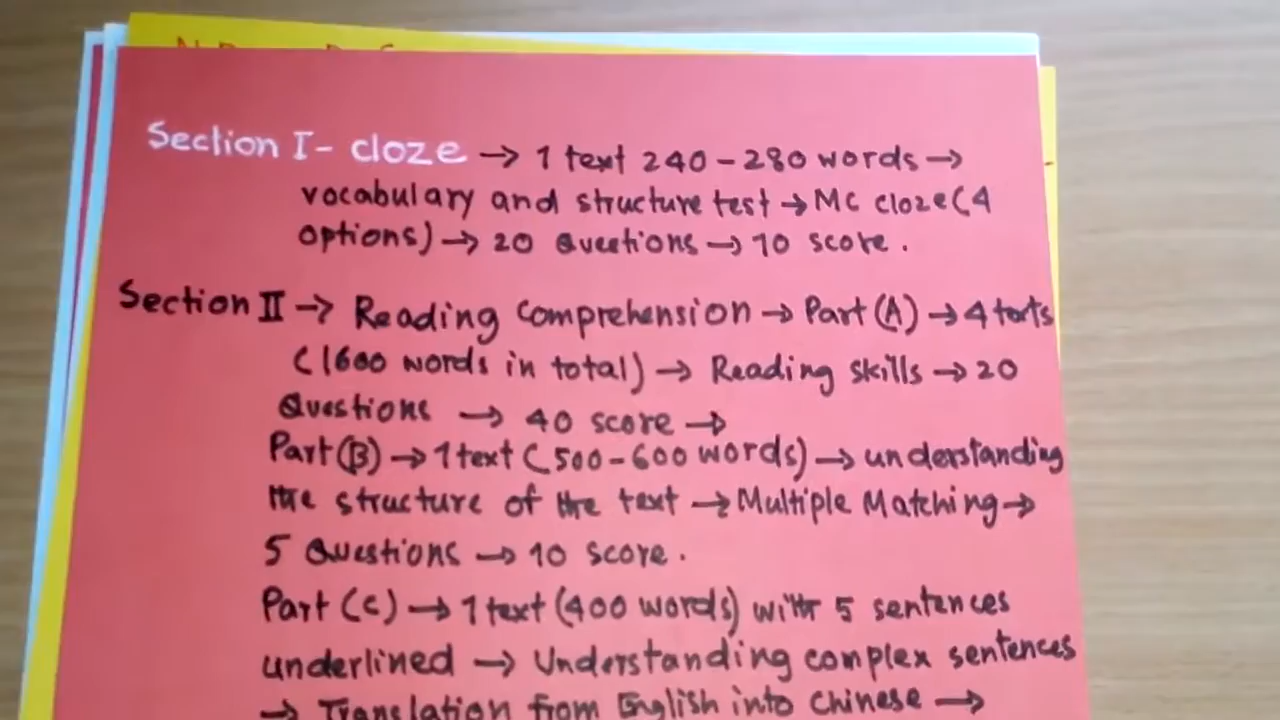 Section I - cloze → 1 text 240-280 words →
vocabulary and structure test → MC cloze (4
options) → 20 Questions → 10 score.
Section II → Reading comprehension → Part (A) → 4 texts
(1600 words in total) → Reading skills → 20
Questions → 40 score →
Part (B) → 1 text (500-600 words) → understanding
the structure of the text → Multiple Matching →
5 Questions → 10 score.
Part (C) → 1 text (400 words) with 5 sentences
underlined → Understanding complex sentences
→ Translation from English into Chinese →